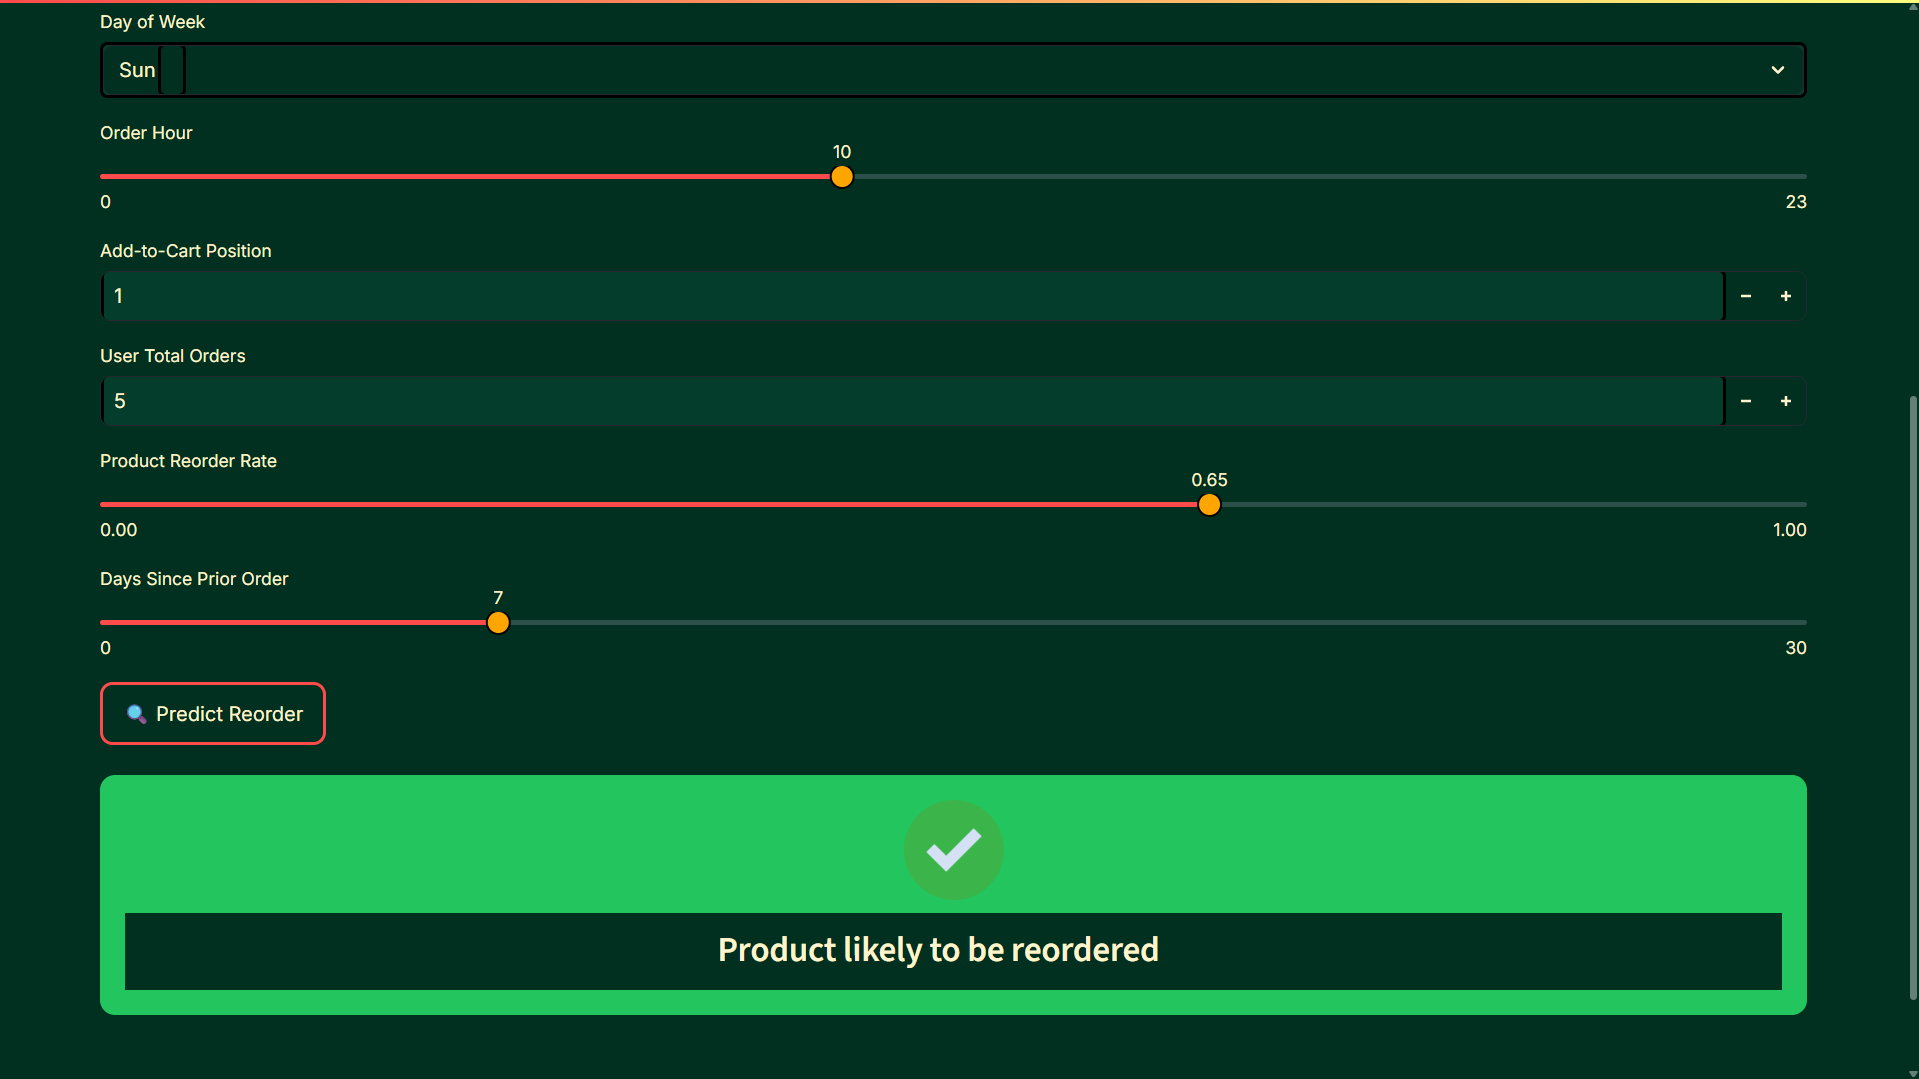 Day of Week
Sun
Order Hour
10
0 23
Add-to-Cart Position
1
User Total Orders
5
Product Reorder Rate
0.65
0.00 1.00
Days Since Prior Order
7
0 30
Predict Reorder
Product likely to be reordered